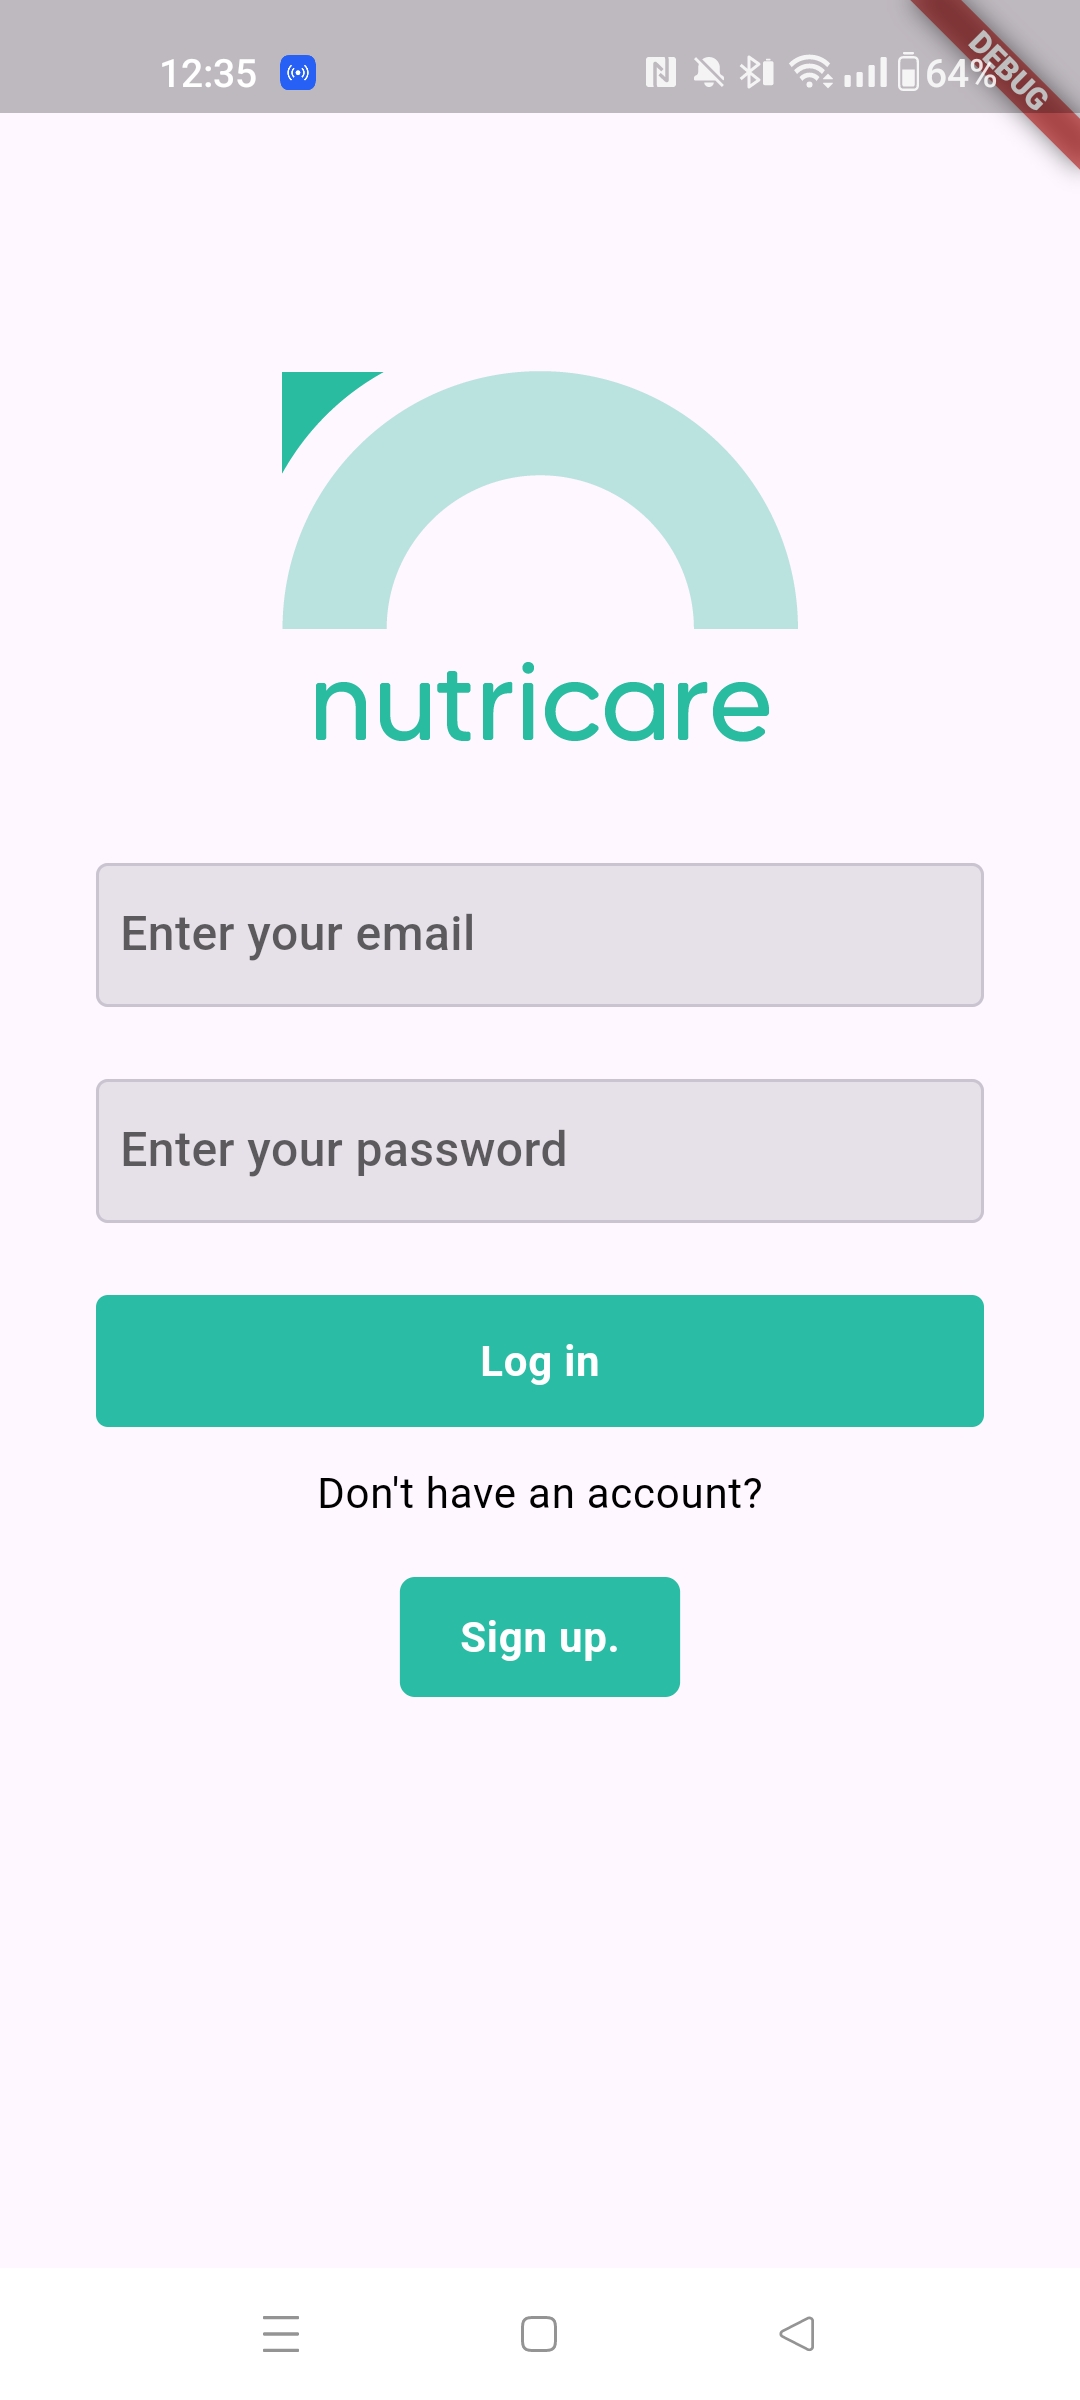 12:35 64%
DEBUG
nutricare
Enter your email
Enter your password
Log in
Don't have an account?
Sign up.